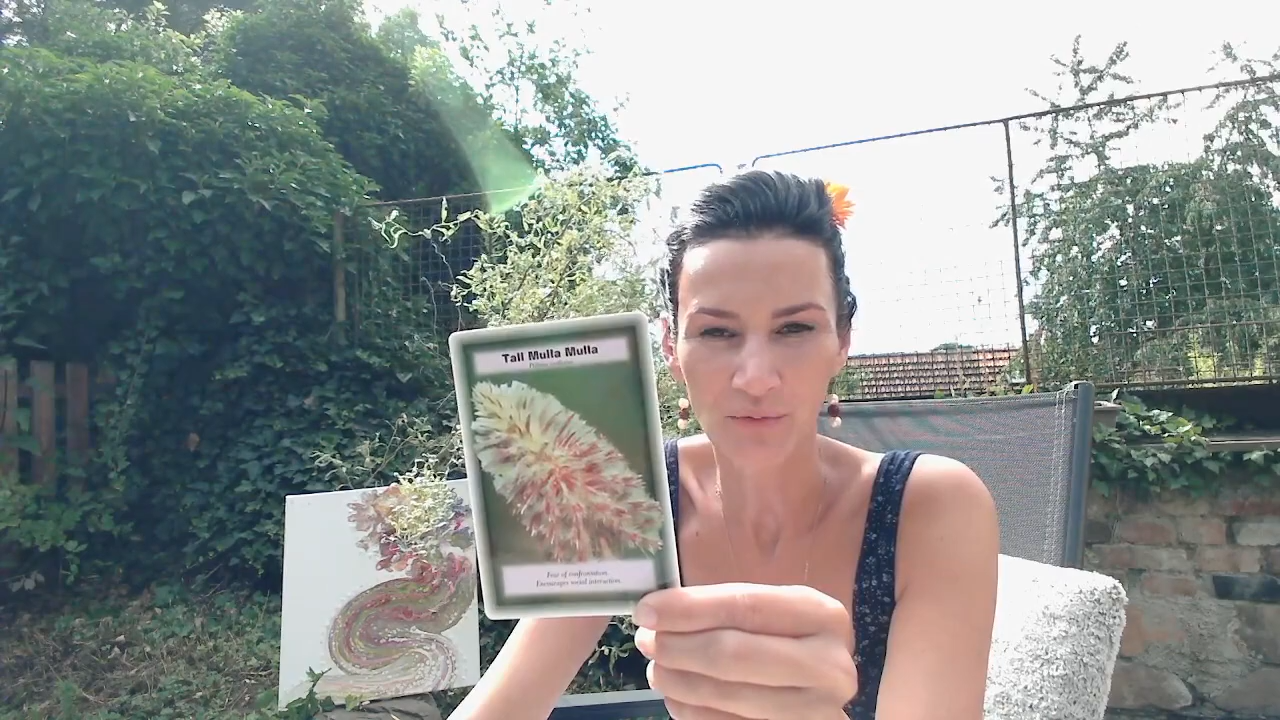 Tall Mulla Mulla
Fear of confrontation.
Encourages social interaction.